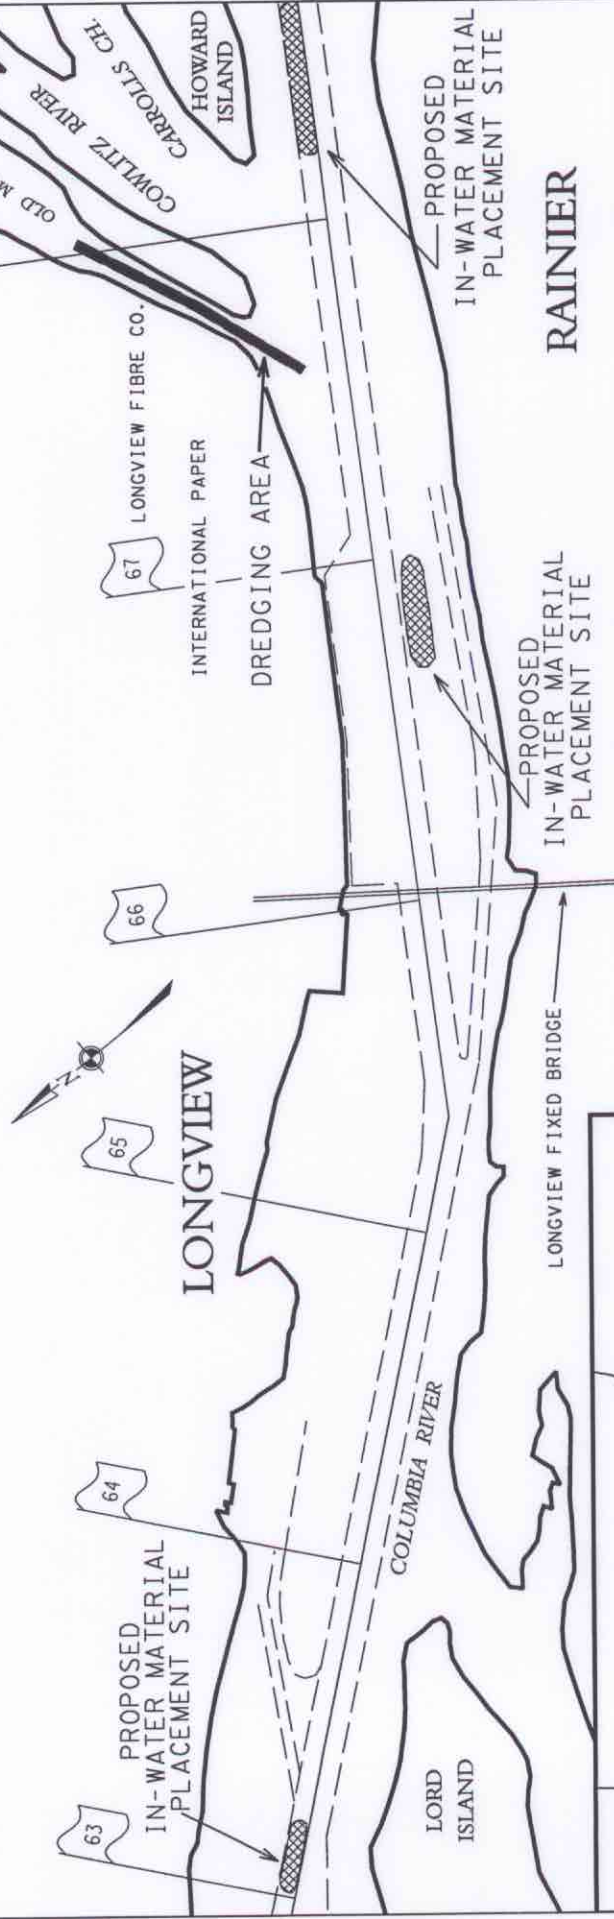 63
PROPOSED
IN-WATER MATERIAL
PLACEMENT SITE
64
65
N
LONGVIEW
66
67
LONGVIEW FIBRE CO.
INTERNATIONAL PAPER
DREDGING AREA
OLD M
COWLITZ RIVER
CARROLLS CH.
HOWARD
ISLAND
LORD
ISLAND
COLUMBIA RIVER
LONGVIEW FIXED BRIDGE
PROPOSED
IN-WATER MATERIAL
PLACEMENT SITE
PROPOSED
IN-WATER MATERIAL
PLACEMENT SITE
RAINIER